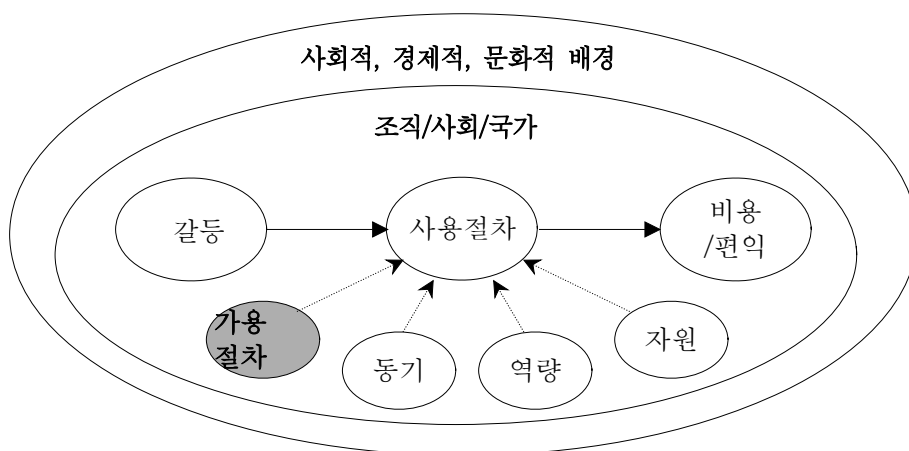 사회적, 경제적, 문화적 배경
조직/사회/국가
갈등
사용절차
비용
/편익
가용
절차
동기
역량
자원